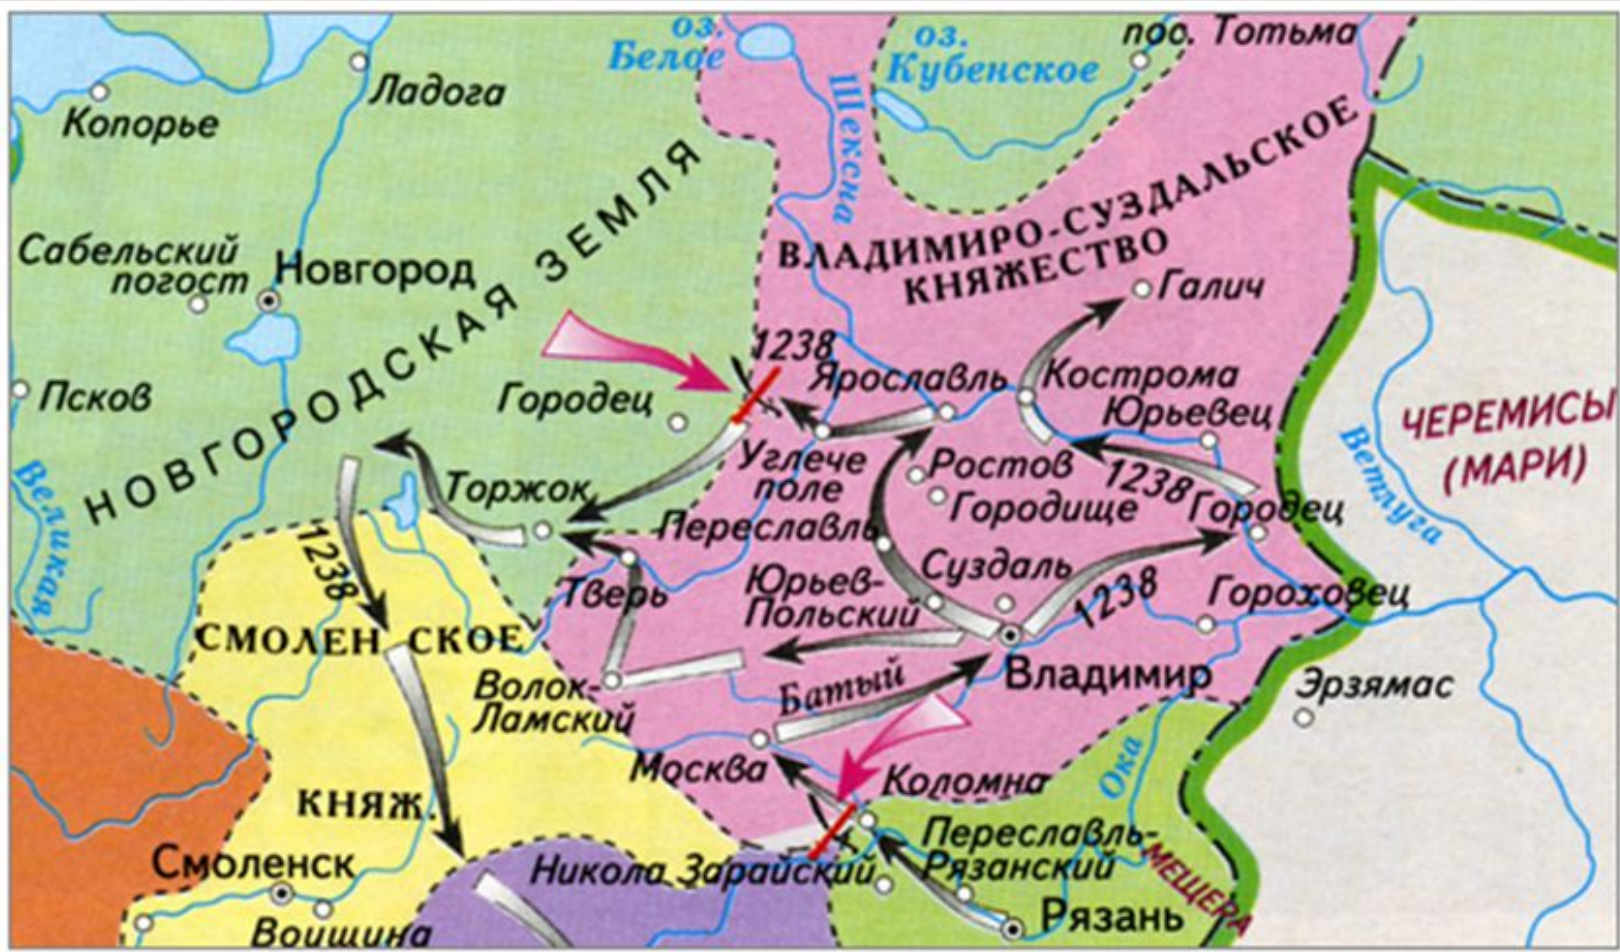 оз.
Белое
оз.
Кубенское
пос. Тотьма
Ладога
Копорье
Шексна
НОВГОРОДСКАЯ ЗЕМЛЯ
ВЛАДИМИРО-СУЗДАЛЬСКОЕ
КНЯЖЕСТВО
Сабельский
погост
Новгород
Галич
1238
Псков
Городец
Ярославль
Кострома
Юрьевец
ЧЕРЕМИСЫ
(МАРИ)
Ветлуга
Великая
Углече
поле
Ростов
1238
Торжок
Городище
Городец
Переславль
1238
Тверь
Юрьев-
Польский
Суздаль
1238
Гороховец
СМОЛЕНСКОЕ
Волок-
Ламский
Батый
Владимир
Эрзямас
Москва
Коломна
Ока
КНЯЖ.
Смоленск
Никола Зарайский
Переславль-
Рязанский
МЕЩЕРА
Воищина
Рязань